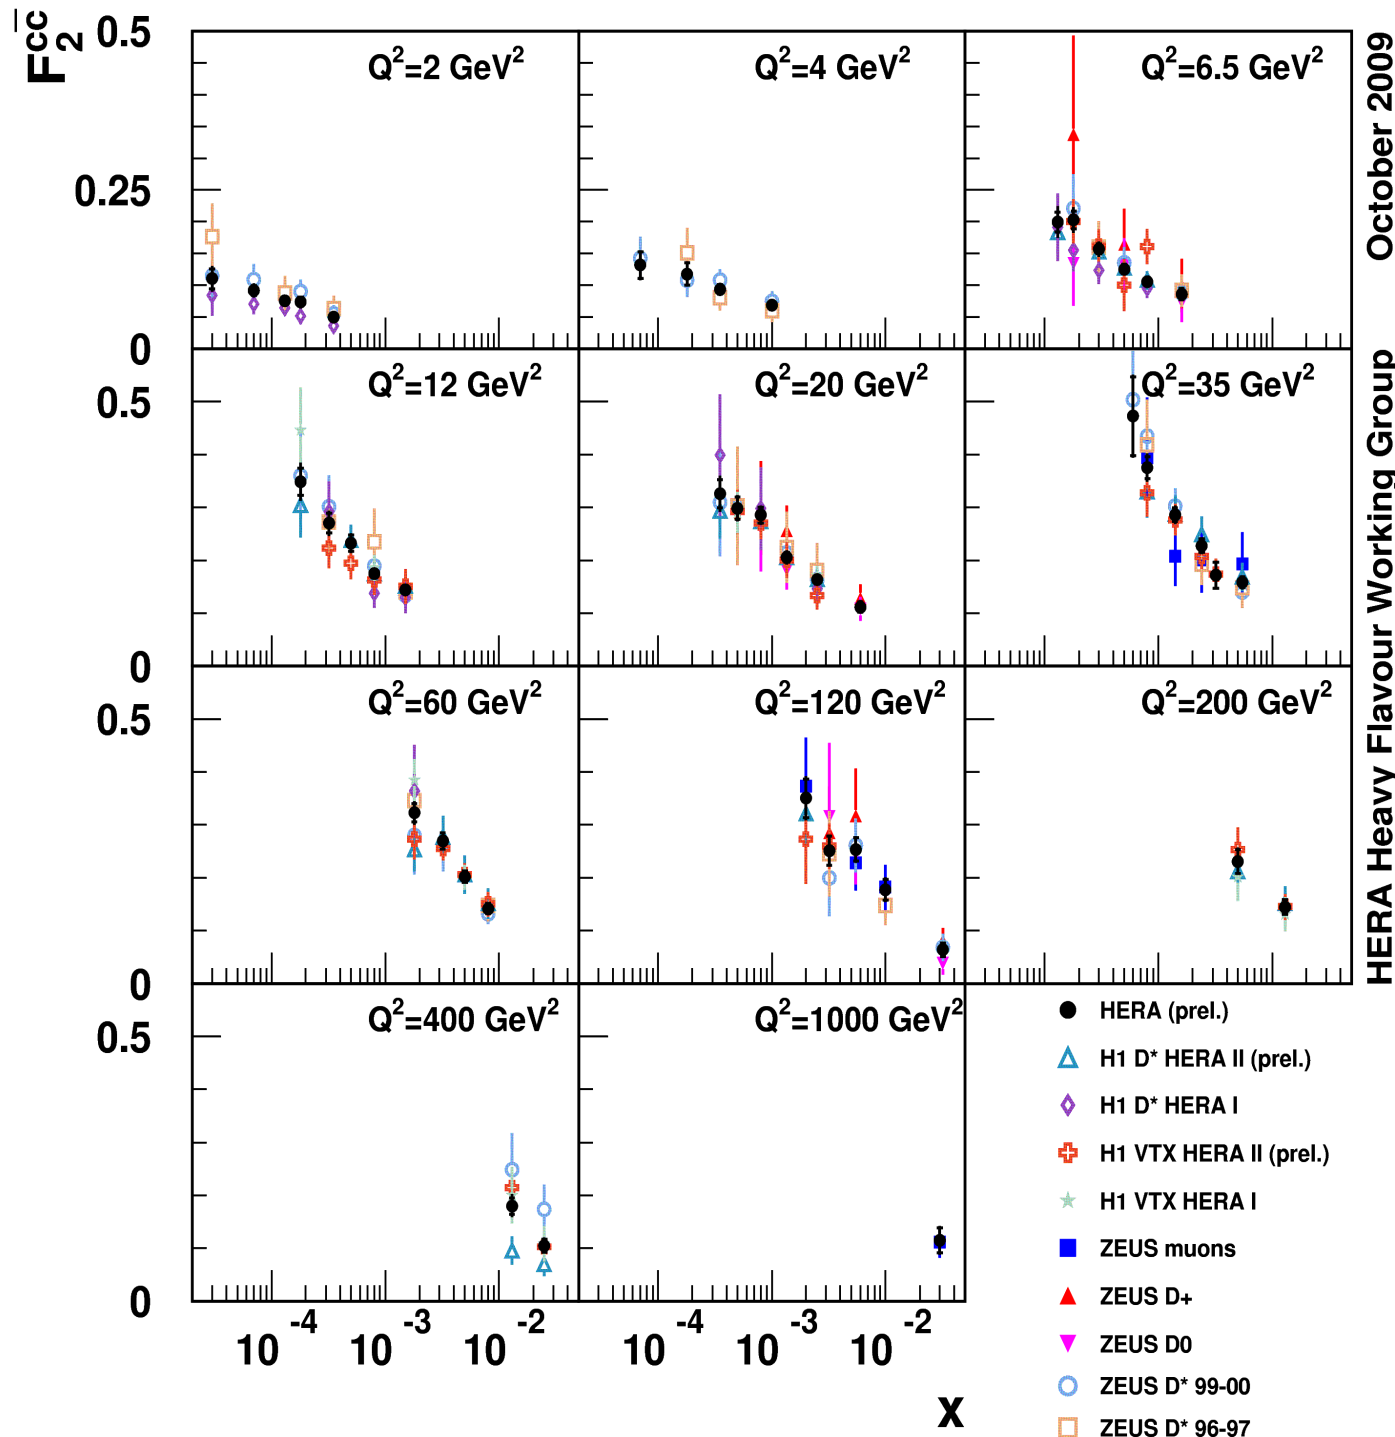 F₂ᶜᶜ̄
0.5
Q²=2 GeV²
Q²=4 GeV²
Q²=6.5 GeV²
October 2009
0.25
0
Q²=12 GeV²
Q²=20 GeV²
Q²=35 GeV²
0.5
HERA Heavy Flavour Working Group
0
Q²=60 GeV²
Q²=120 GeV²
Q²=200 GeV²
0.5
0
Q²=400 GeV²
Q²=1000 GeV²
0.5
0
10⁻⁴ 10⁻³ 10⁻²
10⁻⁴ 10⁻³ 10⁻²
x
HERA (prel.)
H1 D* HERA II (prel.)
H1 D* HERA I
H1 VTX HERA II (prel.)
H1 VTX HERA I
ZEUS muons
ZEUS D+
ZEUS D0
ZEUS D* 99-00
ZEUS D* 96-97